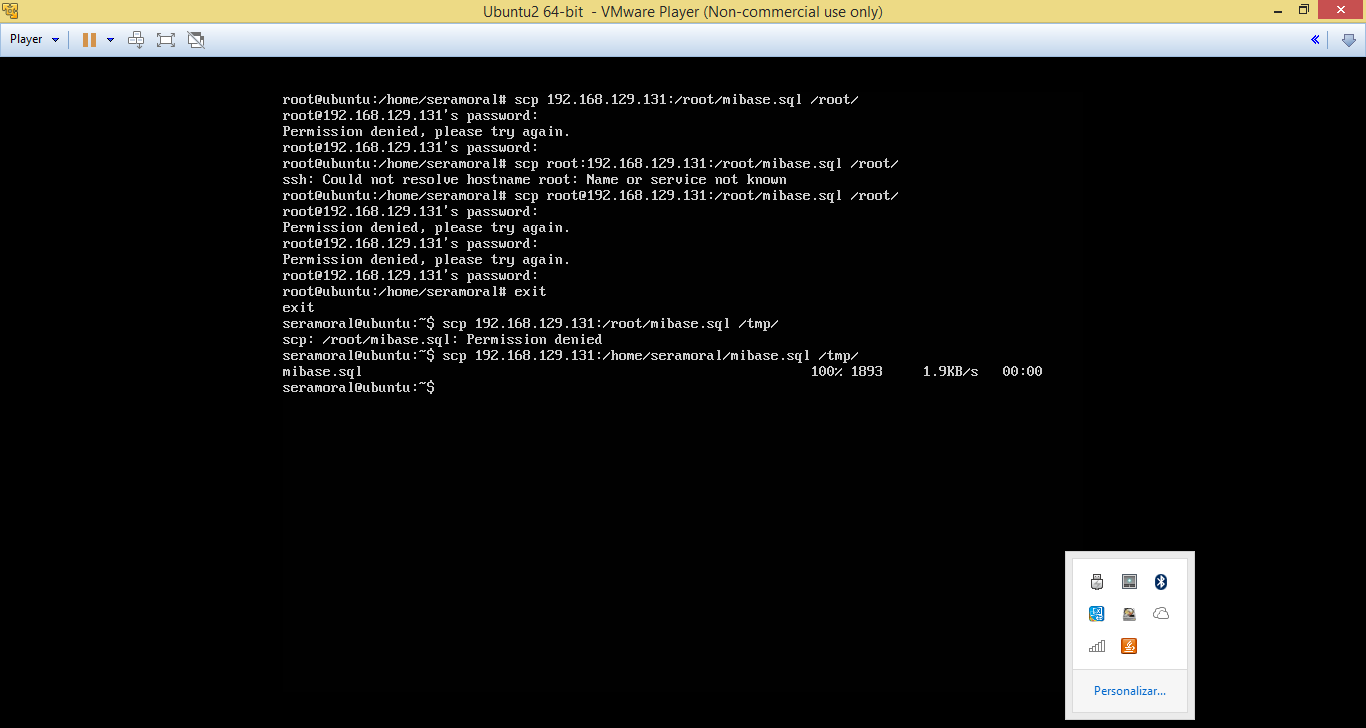 Ubuntu2 64-bit - VMware Player (Non-commercial use only)
Player
root@ubuntu:/home/seramoral# scp 192.168.129.131:/root/mibase.sql /root/
root@192.168.129.131's password:
Permission denied, please try again.
root@192.168.129.131's password:
root@ubuntu:/home/seramoral# scp root:192.168.129.131:/root/mibase.sql /root/
ssh: Could not resolve hostname root: Name or service not known
root@ubuntu:/home/seramoral# scp root@192.168.129.131:/root/mibase.sql /root/
root@192.168.129.131's password:
Permission denied, please try again.
root@192.168.129.131's password:
Permission denied, please try again.
root@192.168.129.131's password:
root@ubuntu:/home/seramoral# exit
exit
seramoral@ubuntu:~$ scp 192.168.129.131:/root/mibase.sql /tmp/
scp: /root/mibase.sql: Permission denied
seramoral@ubuntu:~$ scp 192.168.129.131:/home/seramoral/mibase.sql /tmp/
mibase.sql 100% 1893 1.9KB/s 00:00
seramoral@ubuntu:~$
Personalizar...